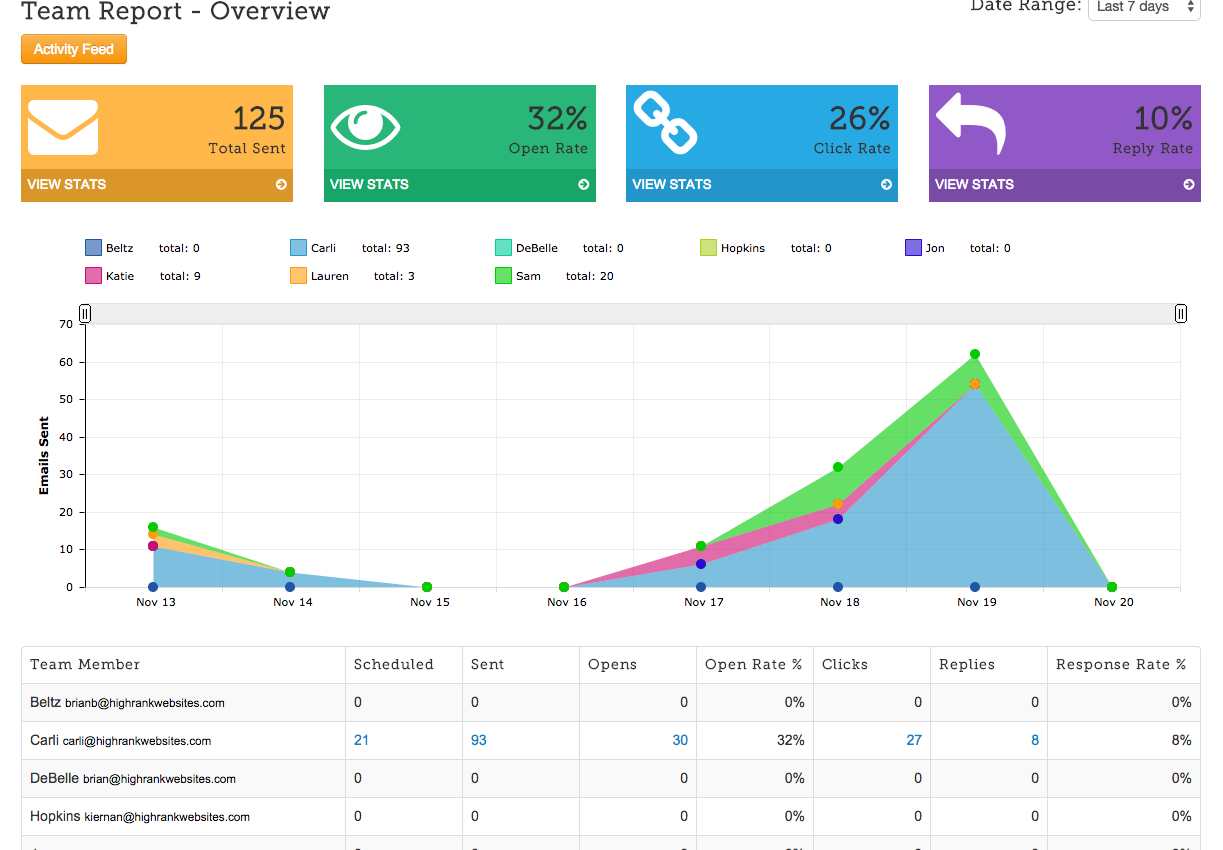 Team Report - Overview
Date Range: Last 7 days
Activity Feed
125
Total Sent
VIEW STATS
32%
Open Rate
VIEW STATS
26%
Click Rate
VIEW STATS
10%
Reply Rate
VIEW STATS
Beltz total: 0 Carli total: 93 DeBelle total: 0 Hopkins total: 0 Jon total: 0
Katie total: 9 Lauren total: 3 Sam total: 20
70
60
50
40
30
20
10
0
Emails Sent
Nov 13 Nov 14 Nov 15 Nov 16 Nov 17 Nov 18 Nov 19 Nov 20
Team Member Scheduled Sent Opens Open Rate % Clicks Replies Response Rate %
Beltz brianb@highrankwebsites.com 0 0 0 0% 0 0 0%
Carli carli@highrankwebsites.com 21 93 30 32% 27 8 8%
DeBelle brian@highrankwebsites.com 0 0 0 0% 0 0 0%
Hopkins kiernan@highrankwebsites.com 0 0 0 0% 0 0 0%